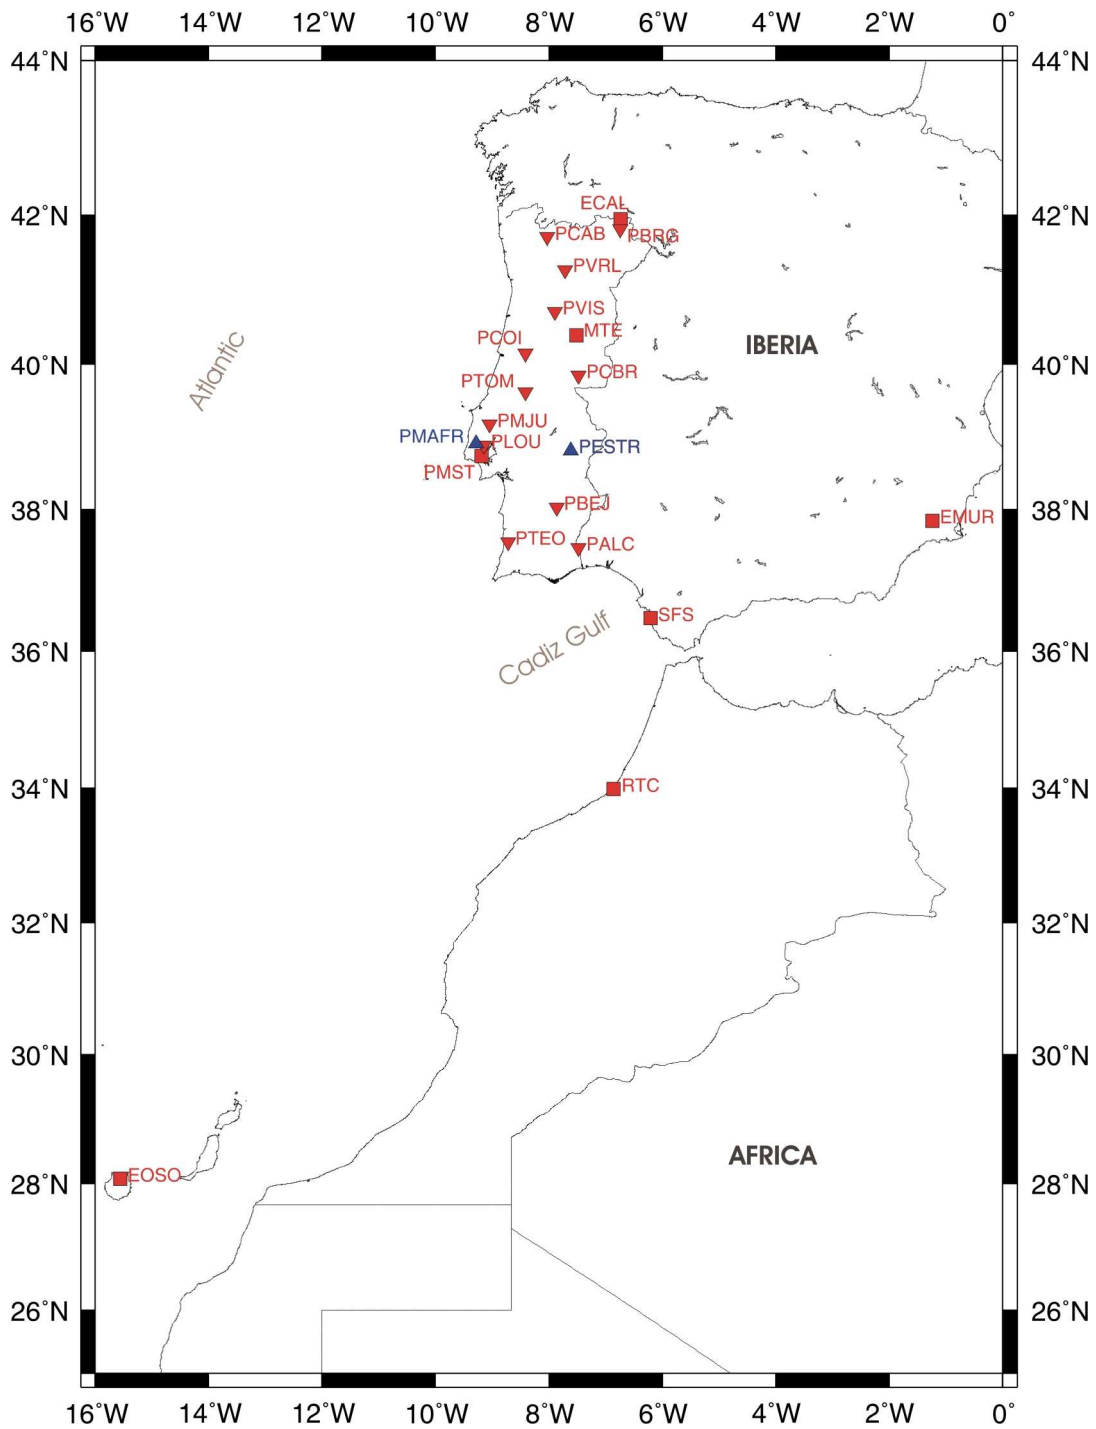 16˚W 14˚W 12˚W 10˚W 8˚W 6˚W 4˚W 2˚W 0˚
44˚N 44˚N
ECAL
42˚N 42˚N
PCAB PBRG
PVRL
PVIS
MTE
PCOI
Atlantic IBERIA
40˚N 40˚N
PCBR
PTOM
PMJU
PMAFR PLOU
PESTR
PMST
PBEJ
38˚N 38˚N
EMUR
PTEO PALC
SFS
Cadiz Gulf
36˚N 36˚N
RTC
34˚N 34˚N
32˚N 32˚N
30˚N 30˚N
AFRICA
EOSO
28˚N 28˚N
26˚N 26˚N
16˚W 14˚W 12˚W 10˚W 8˚W 6˚W 4˚W 2˚W 0˚